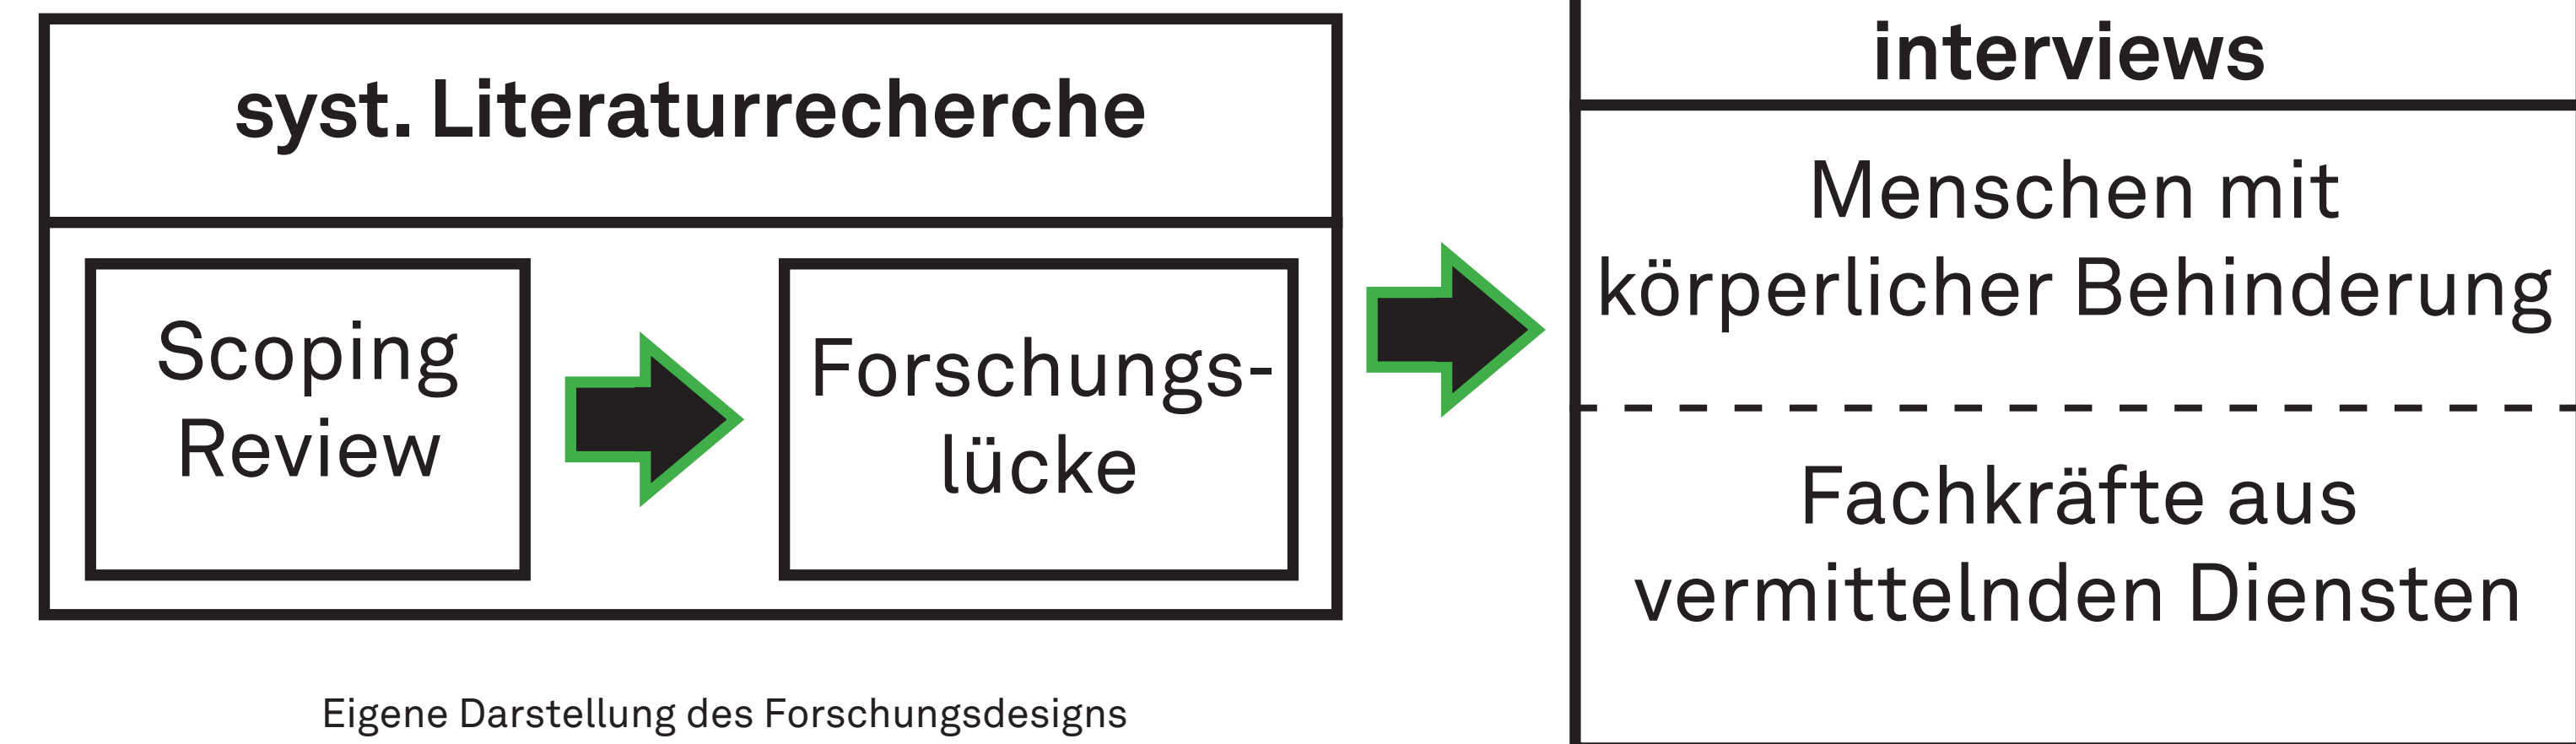 syst. Literaturrecherche
Scoping
Review
Forschungs-
lücke
interviews
Menschen mit
körperlicher Behinderung
Fachkräfte aus
vermittelnden Diensten
Eigene Darstellung des Forschungsdesigns